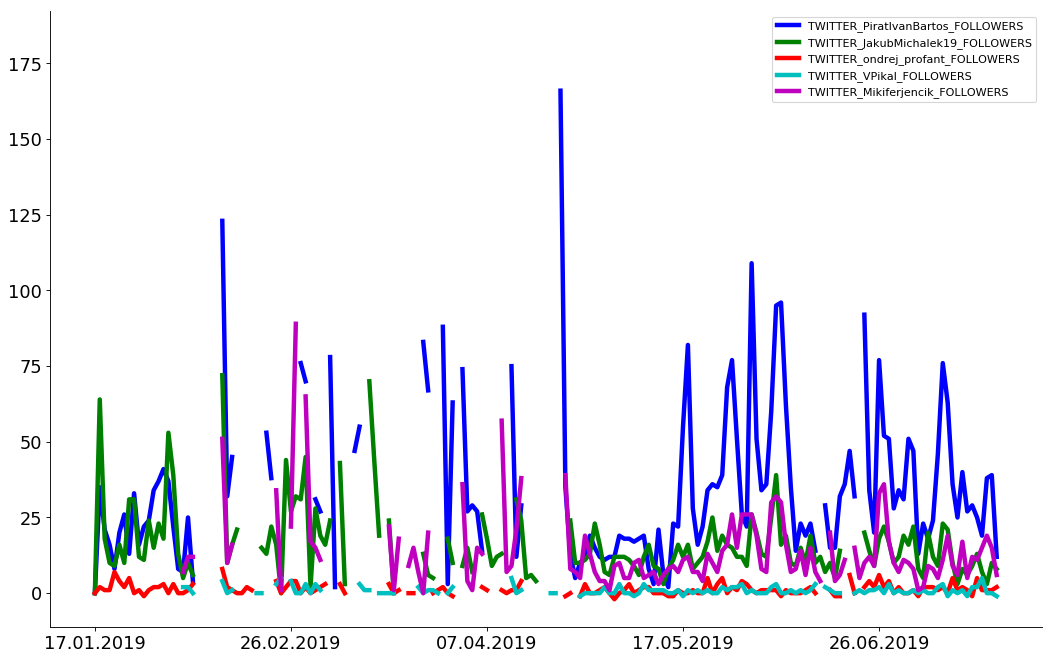 TWITTER_PiratIvanBartos_FOLLOWERS
TWITTER_JakubMichalek19_FOLLOWERS
TWITTER_ondrej_profant_FOLLOWERS
TWITTER_VPikal_FOLLOWERS
TWITTER_Mikiferjencik_FOLLOWERS
175
150
125
100
75
50
25
0
17.01.2019 26.02.2019 07.04.2019 17.05.2019 26.06.2019